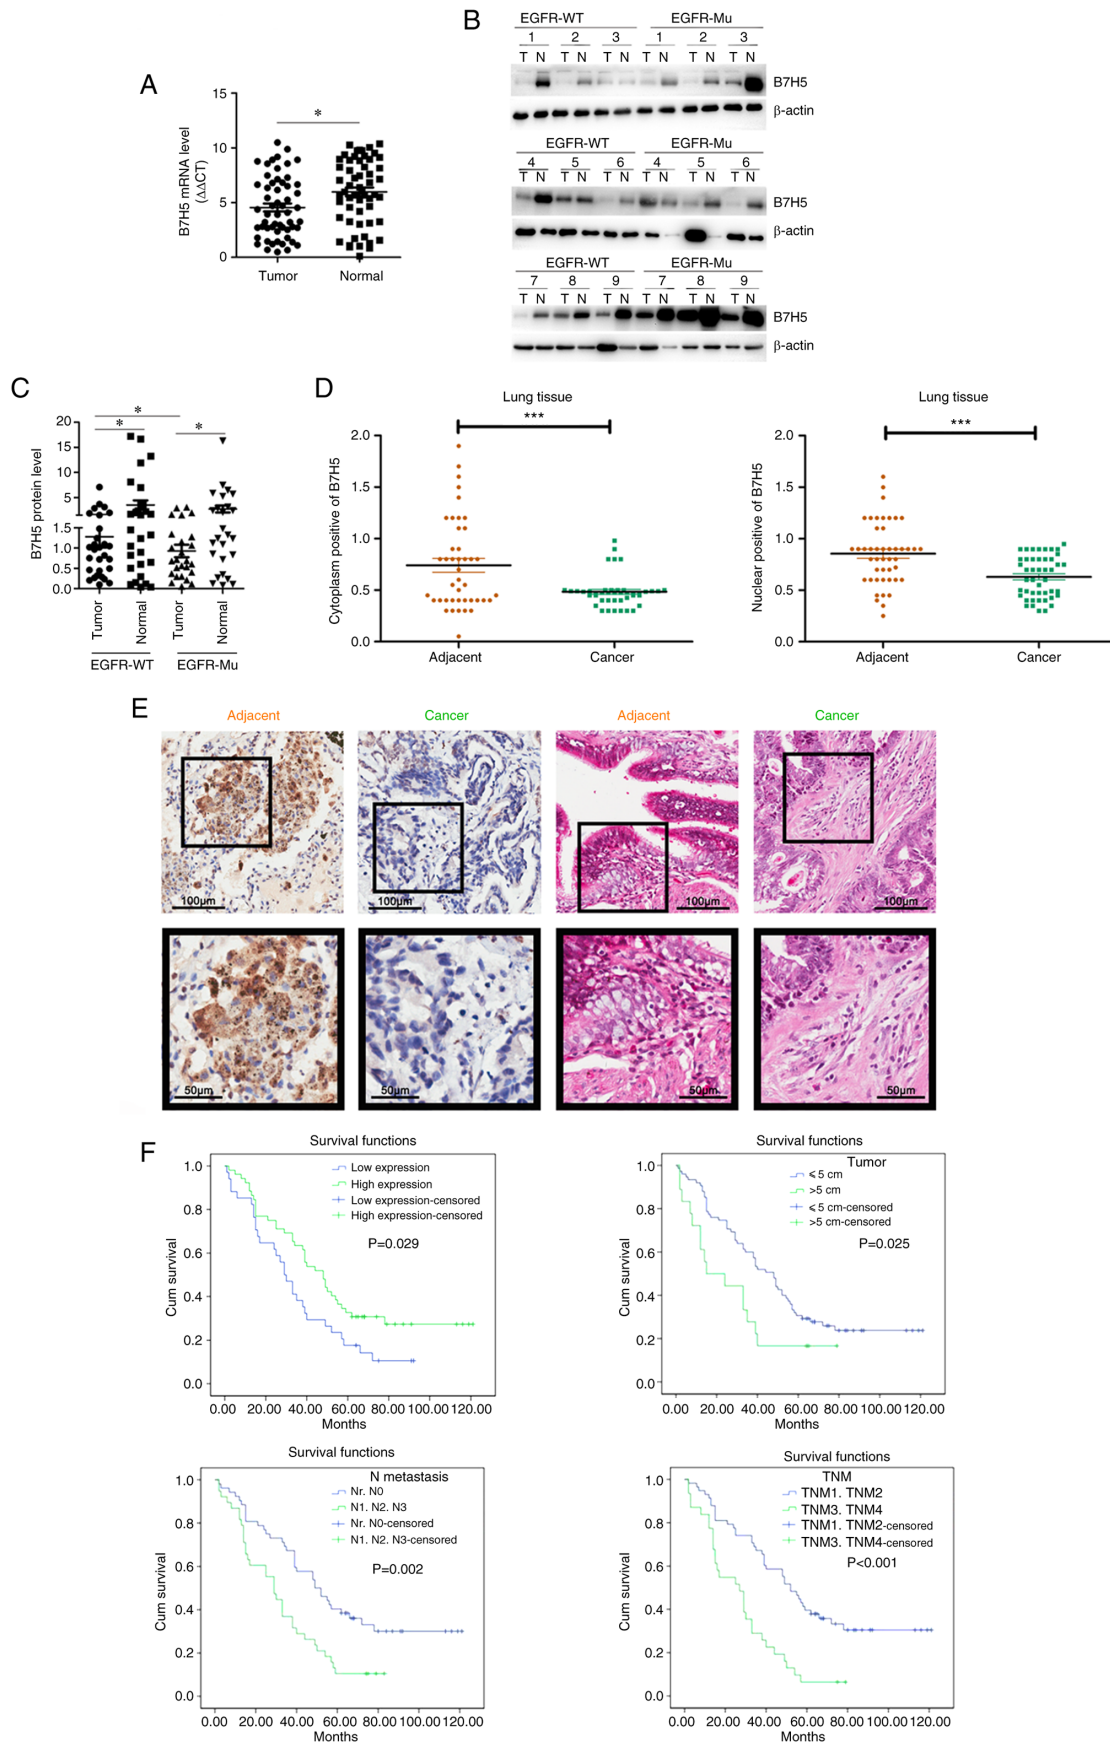 A
B7H5 mRNA level
(ΔΔCT)
15
10
5
0
*
Tumor Normal
B
EGFR-WT EGFR-Mu
1 2 3 1 2 3
T N T N T N T N T N T N
B7H5
β-actin
EGFR-WT EGFR-Mu
4 5 6 4 5 6
T N T N T N T N T N T N
B7H5
β-actin
EGFR-WT EGFR-Mu
7 8 9 7 8 9
T N T N T N T N T N T N
B7H5
β-actin
C
B7H5 protein level
20
15
10
5
1.5
1.0
0.5
0.0
*
*
*
Tumor Normal Tumor Normal
EGFR-WT EGFR-Mu
D
Lung tissue
***
Cytoplasm positive of B7H5
2.0
1.5
1.0
0.5
0.0
Adjacent Cancer
Lung tissue
***
Nuclear positive of B7H5
2.0
1.5
1.0
0.5
0.0
Adjacent Cancer
E
Adjacent Cancer Adjacent Cancer
100µm 100µm 100µm 100µm
50µm 50µm 50µm 50µm
F
Survival functions
Low expression
High expression
Low expression-censored
High expression-censored
P=0.029
Cum survival
1.0
0.8
0.6
0.4
0.2
0.0
0.00 20.00 40.00 60.00 80.00 100.00 120.00
Months
Survival functions
Tumor
⩽ 5 cm
>5 cm
⩽ 5 cm-censored
>5 cm-censored
P=0.025
Cum survival
1.0
0.8
0.6
0.4
0.2
0.0
0.00 20.00 40.00 60.00 80.00 100.00 120.00
Months
Survival functions
N metastasis
Nr. N0
N1. N2. N3
Nr. N0-censored
N1. N2. N3-censored
P=0.002
Cum survival
1.0
0.8
0.6
0.4
0.2
0.0
0.00 20.00 40.00 60.00 80.00 100.00 120.00
Months
Survival functions
TNM
TNM1. TNM2
TNM3. TNM4
TNM1. TNM2-censored
TNM3. TNM4-censored
P<0.001
Cum survival
1.0
0.8
0.6
0.4
0.2
0.0
0.00 20.00 40.00 60.00 80.00 100.00 120.00
Months